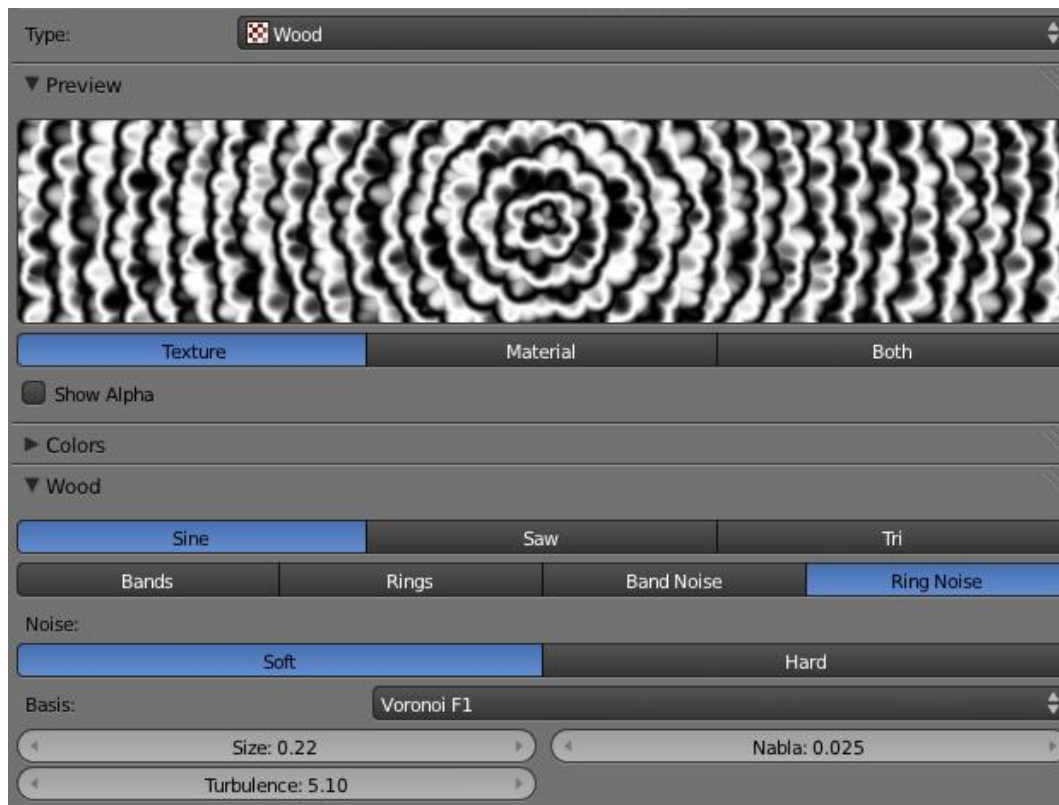 Type: Wood
Preview
Texture Material Both
Show Alpha
Colors
Wood
Sine Saw Tri
Bands Rings Band Noise Ring Noise
Noise:
Soft Hard
Basis: Voronoi F1
Size: 0.22 Nabla: 0.025
Turbulence: 5.10